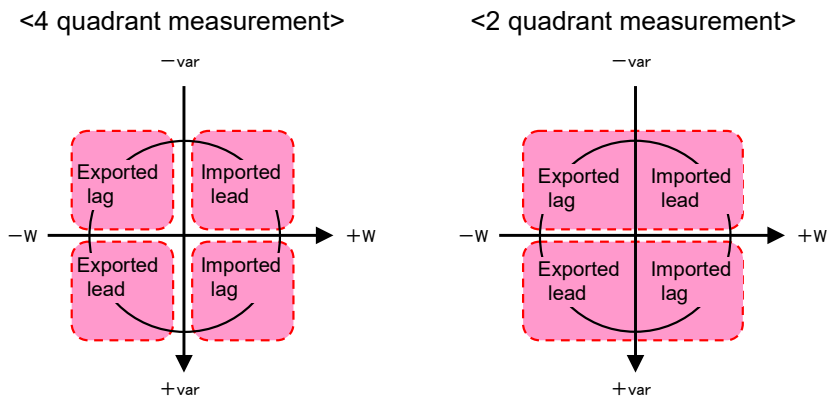 <4 quadrant measurement>
−var
Exported
lag
Imported
lead
−W
+W
Exported
lead
Imported
lag
+var
<2 quadrant measurement>
−var
Exported
lag
Imported
lead
−W
+W
Exported
lead
Imported
lag
+var